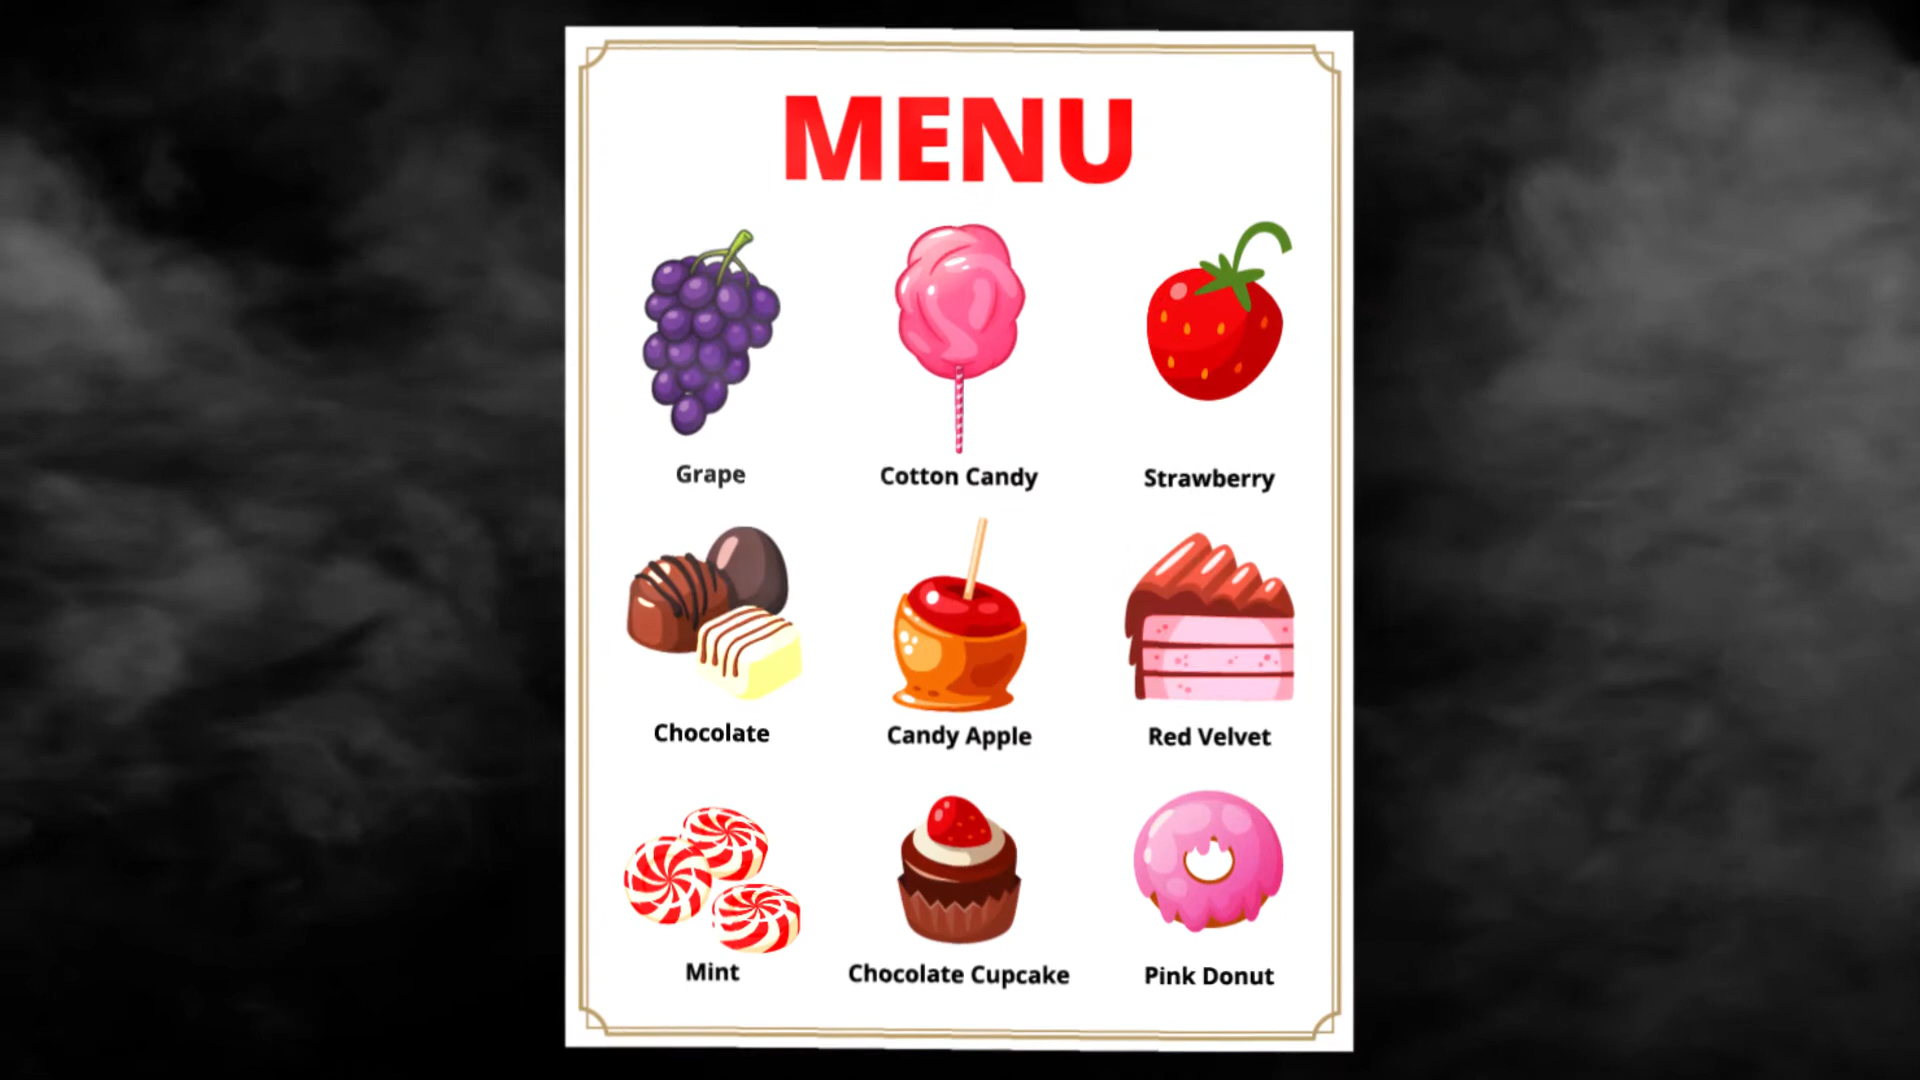 MENU
Grape
Cotton Candy
Strawberry
Chocolate
Candy Apple
Red Velvet
Mint
Chocolate Cupcake
Pink Donut